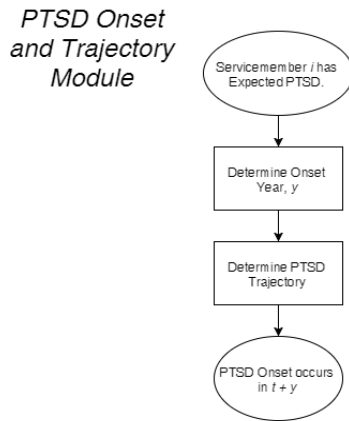 PTSD Onset
and Trajectory
Module
Servicemember i has
Expected PTSD.
Determine Onset
Year, y
Determine PTSD
Trajectory
PTSD Onset occurs
in t + y